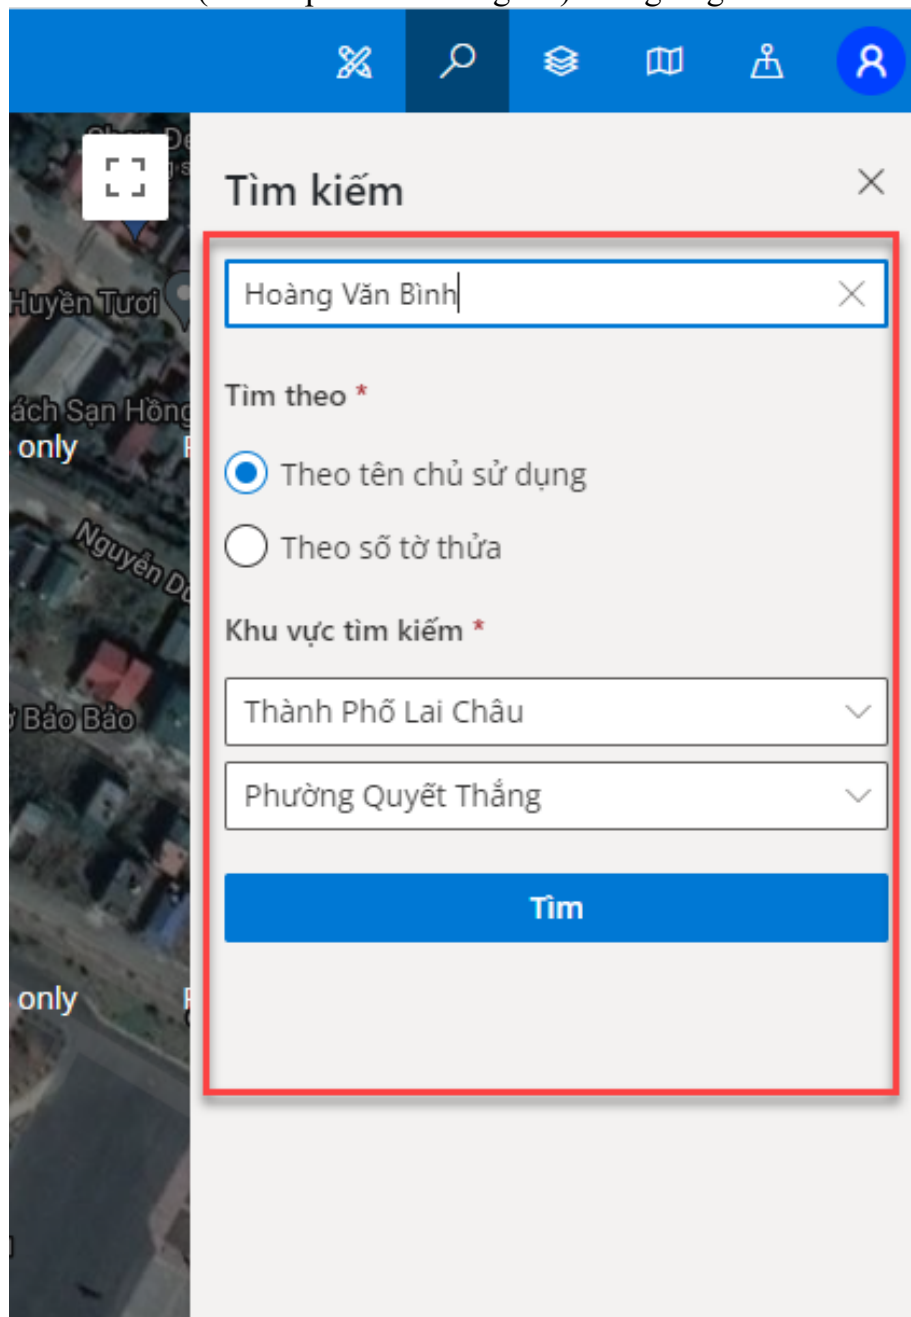 Tìm kiếm
Huyền Tươi
Hoàng Văn Bình
Tìm theo *
ách Sạn Hồng
only
Theo tên chủ sử dụng
Theo số tờ thửa
Nguyễn
Khu vực tìm kiếm *
Thành Phố Lai Châu
Bảo Bảo
Phường Quyết Thắng
Tìm
only